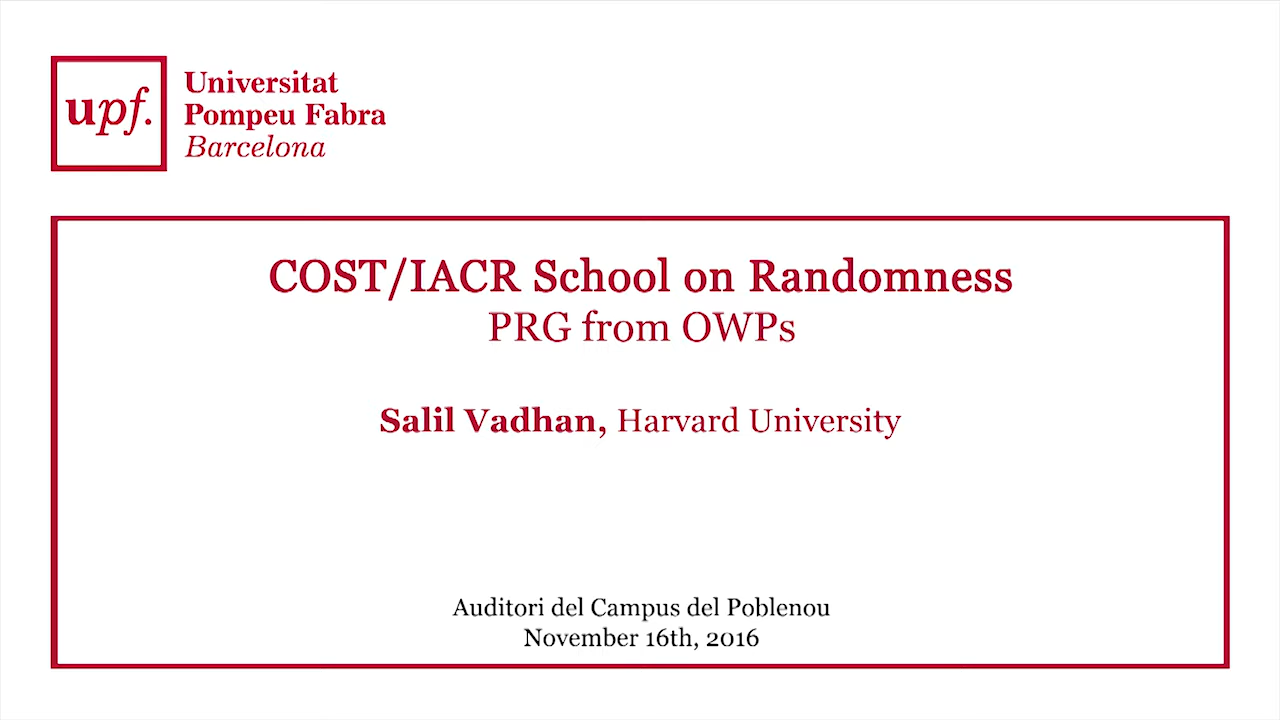 upf.
Universitat
Pompeu Fabra
Barcelona
COST/IACR School on Randomness
PRG from OWPs
Salil Vadhan, Harvard University
Auditori del Campus del Poblenou
November 16th, 2016